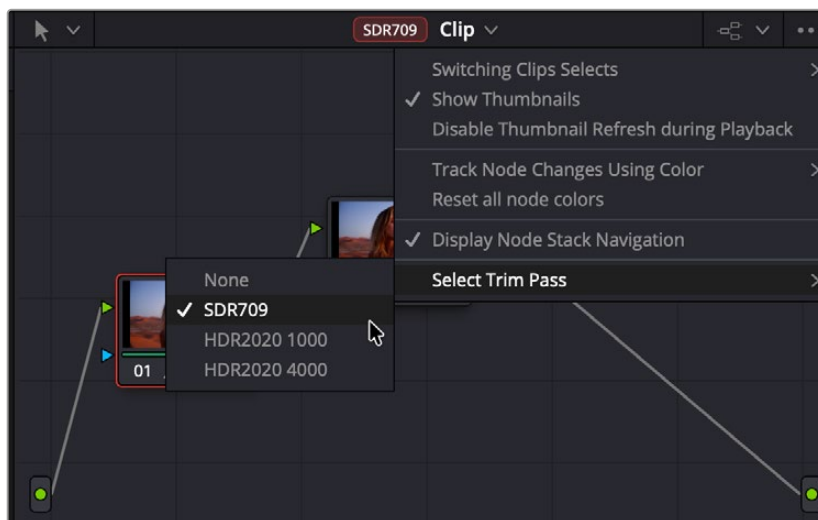 SDR709 Clip
Switching Clips Selects
Show Thumbnails
Disable Thumbnail Refresh during Playback
Track Node Changes Using Color
Reset all node colors
Display Node Stack Navigation
Select Trim Pass
None
SDR709
HDR2020 1000
HDR2020 4000
01